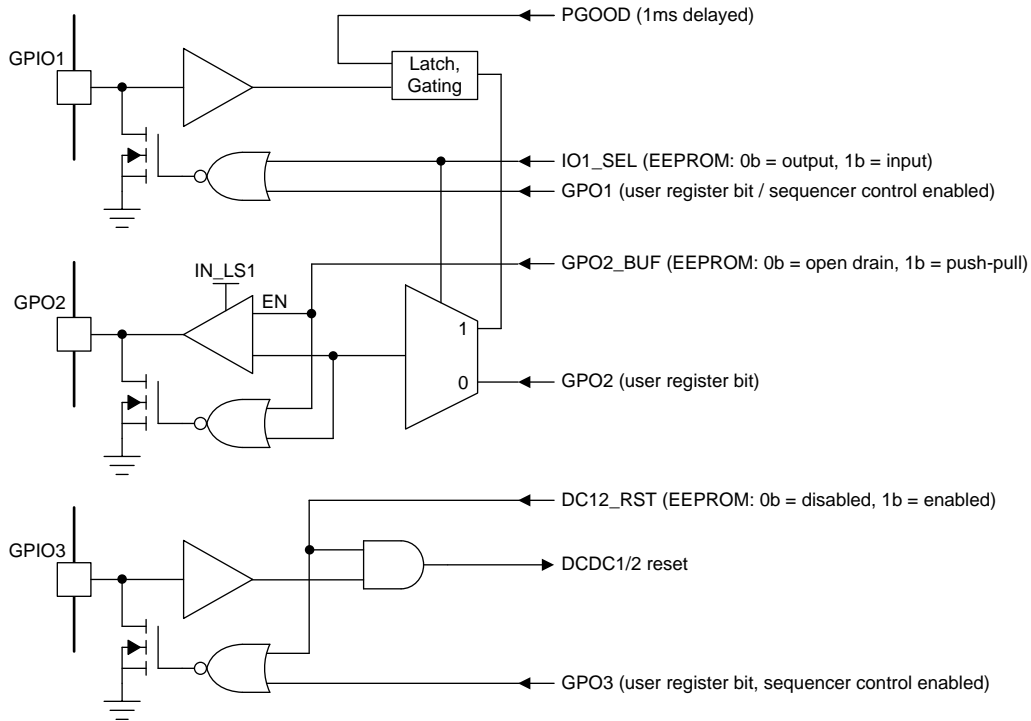 PGOOD (1ms delayed)
GPIO1
Latch,
Gating
IO1_SEL (EEPROM: 0b = output, 1b = input)
GPO1 (user register bit / sequencer control enabled)
IN_LS1
GPO2_BUF (EEPROM: 0b = open drain, 1b = push-pull)
GPO2
EN
1
0
GPO2 (user register bit)
DC12_RST (EEPROM: 0b = disabled, 1b = enabled)
GPIO3
DCDC1/2 reset
GPO3 (user register bit, sequencer control enabled)